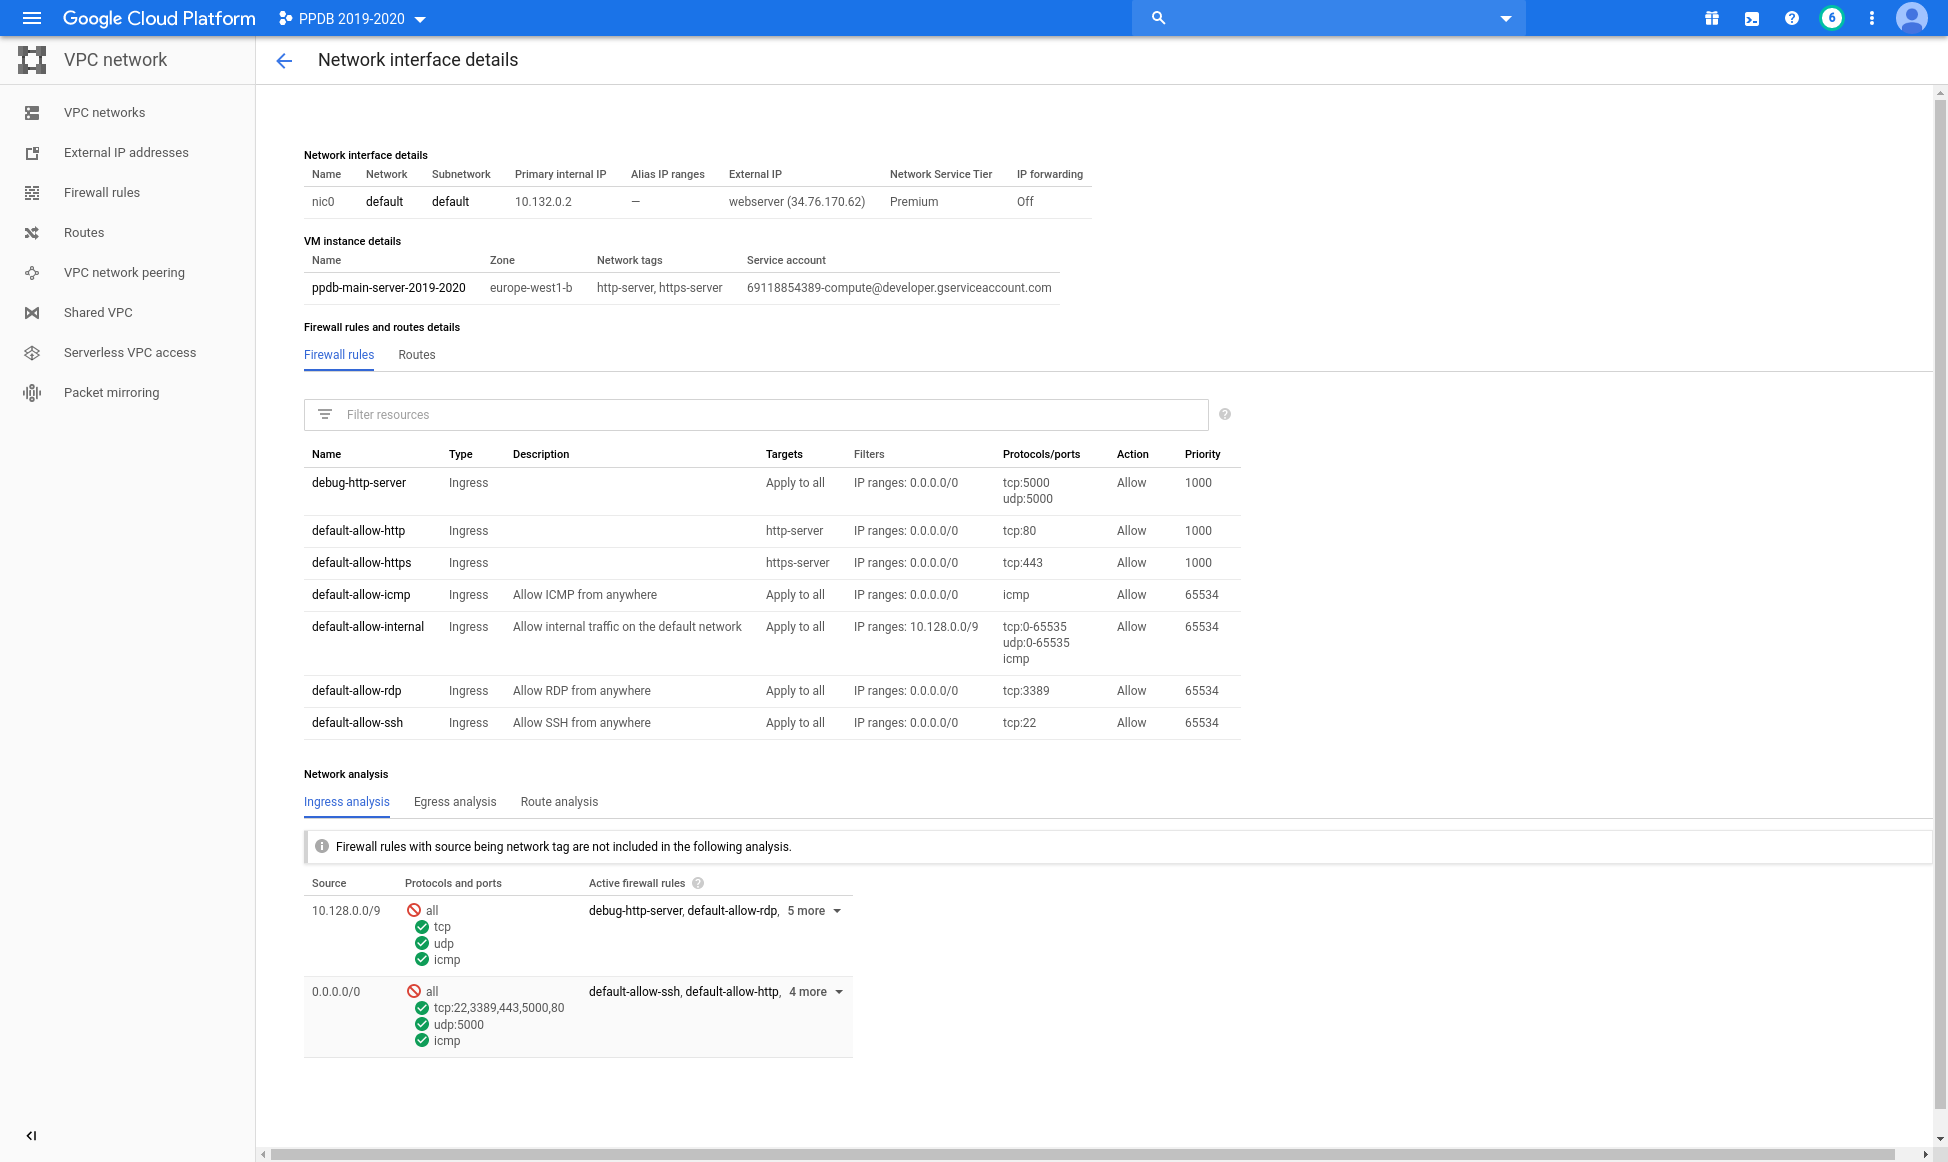 Google Cloud Platform PPDB 2019-2020 6
VPC network
Network interface details
VPC networks
External IP addresses
Firewall rules
Routes
VPC network peering
Shared VPC
Serverless VPC access
Packet mirroring
Network interface details
Name Network Subnetwork Primary internal IP Alias IP ranges External IP Network Service Tier IP forwarding
nic0 default default 10.132.0.2 — webserver (34.76.170.62) Premium Off
VM instance details
Name Zone Network tags Service account
ppdb-main-server-2019-2020 europe-west1-b http-server, https-server 69118854389-compute@developer.gserviceaccount.com
Firewall rules and routes details
Firewall rules Routes
Filter resources
Name Type Description Targets Filters Protocols/ports Action Priority
debug-http-server Ingress Apply to all IP ranges: 0.0.0.0/0 tcp:5000 Allow 1000
udp:5000
default-allow-http Ingress http-server IP ranges: 0.0.0.0/0 tcp:80 Allow 1000
default-allow-https Ingress https-server IP ranges: 0.0.0.0/0 tcp:443 Allow 1000
default-allow-icmp Ingress Allow ICMP from anywhere Apply to all IP ranges: 0.0.0.0/0 icmp Allow 65534
default-allow-internal Ingress Allow internal traffic on the default network Apply to all IP ranges: 10.128.0.0/9 tcp:0-65535 Allow 65534
udp:0-65535
icmp
default-allow-rdp Ingress Allow RDP from anywhere Apply to all IP ranges: 0.0.0.0/0 tcp:3389 Allow 65534
default-allow-ssh Ingress Allow SSH from anywhere Apply to all IP ranges: 0.0.0.0/0 tcp:22 Allow 65534
Network analysis
Ingress analysis Egress analysis Route analysis
Firewall rules with source being network tag are not included in the following analysis.
Source Protocols and ports Active firewall rules
10.128.0.0/9 all debug-http-server, default-allow-rdp, 5 more
tcp
udp
icmp
0.0.0.0/0 all default-allow-ssh, default-allow-http, 4 more
tcp:22,3389,443,5000,80
udp:5000
icmp